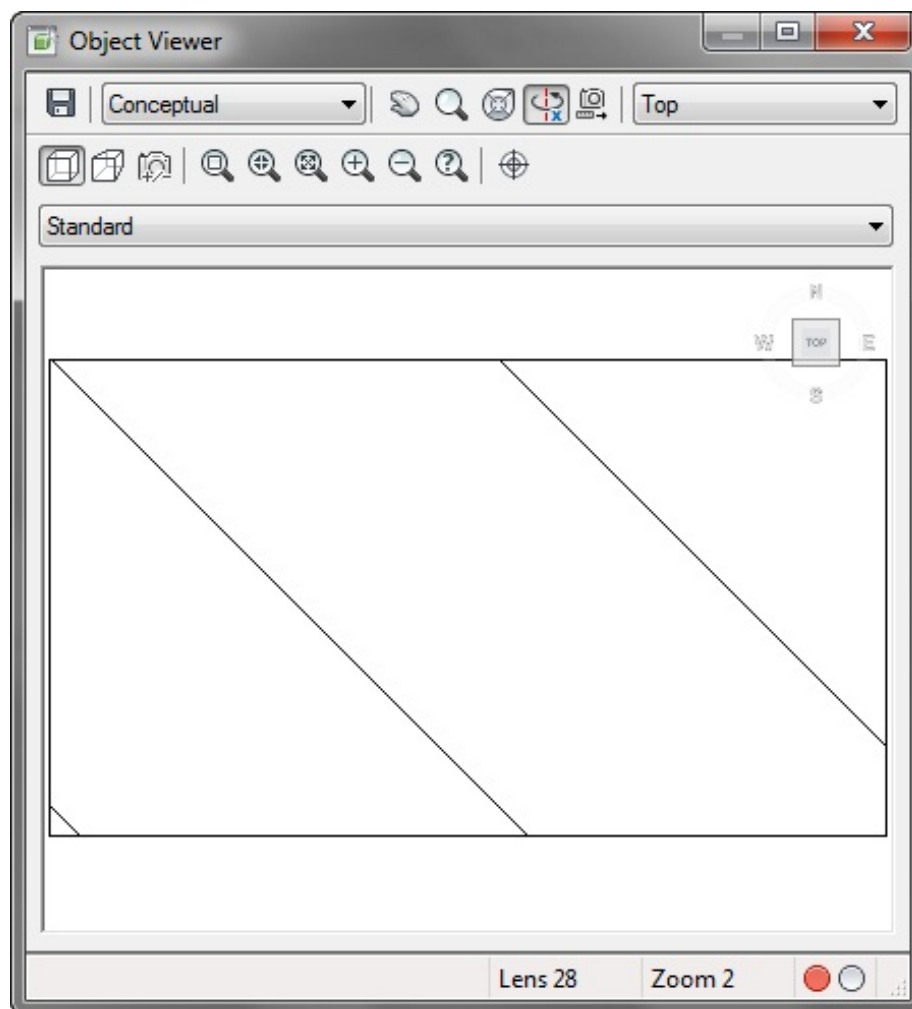 Object Viewer
Conceptual
Top
Standard
N
W TOP E
S
Lens 28 Zoom 2